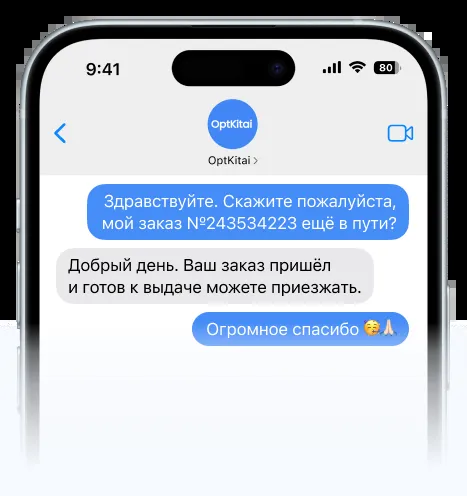 9:41
80
OptKitai
OptKitai
Здравствуйте. Скажите пожалуйста,
мой заказ №243534223 ещё в пути?
Добрый день. Ваш заказ пришёл
и готов к выдаче можете приезжать.
Огромное спасибо 🥳🙏🏻